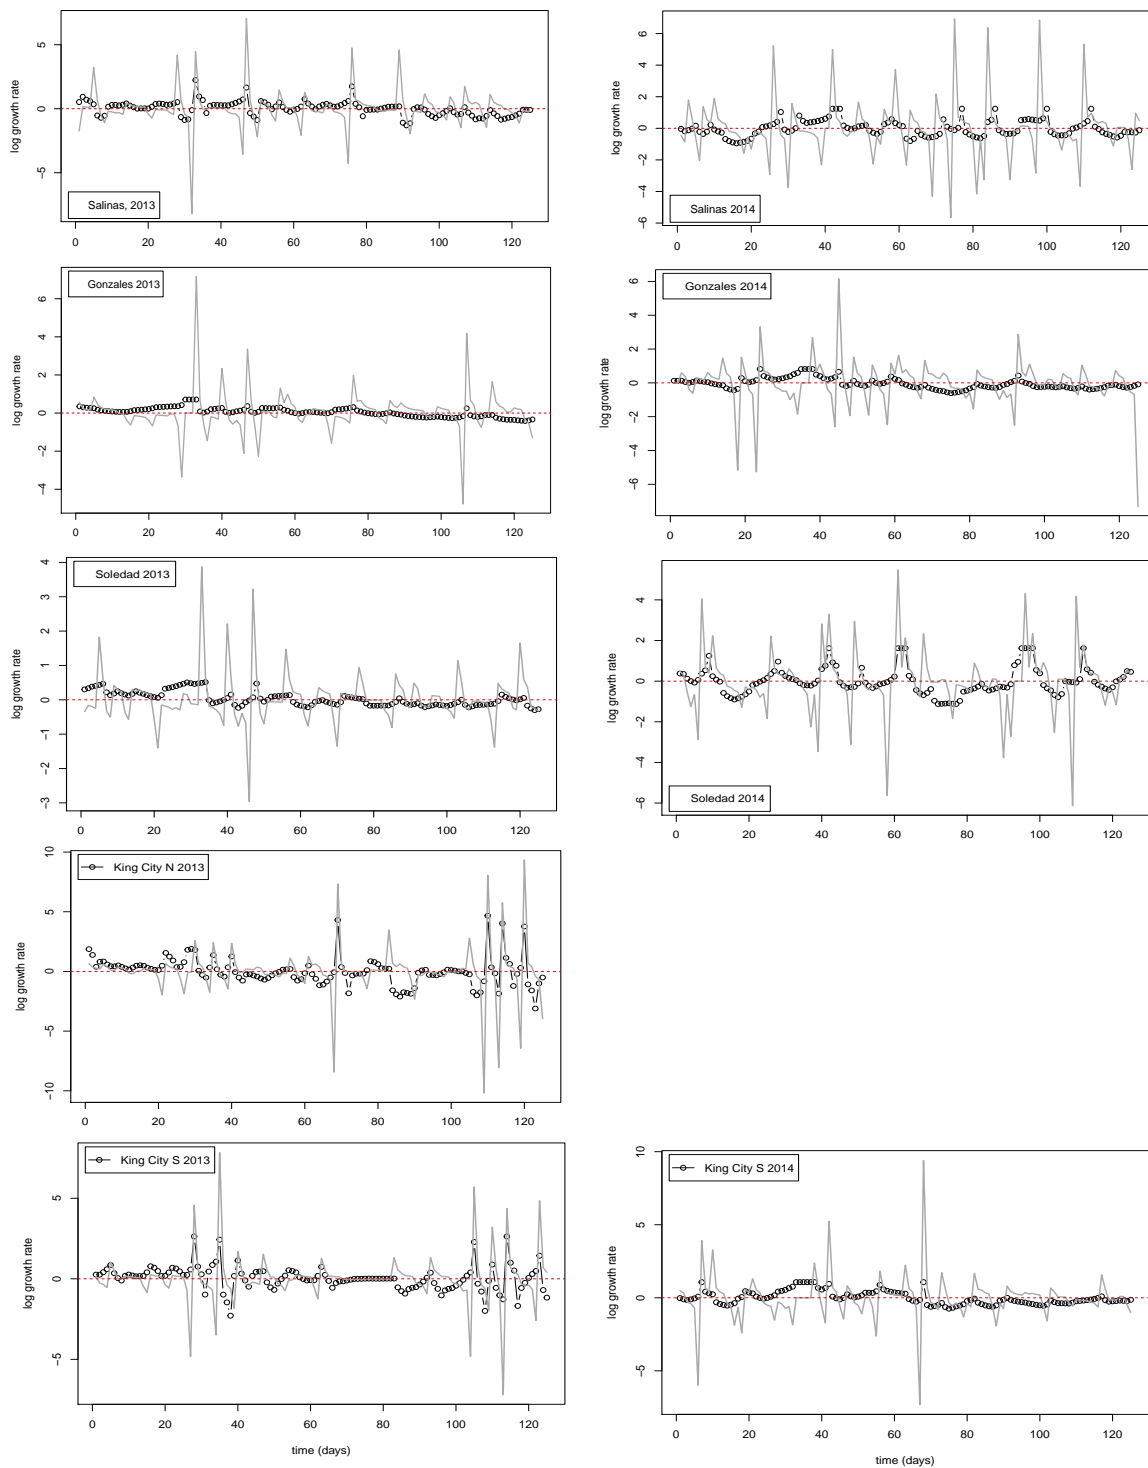 log growth rate
5
0
−5
Salinas, 2013
0 20 40 60 80 100 120
log growth rate
6
4
2
0
−2
−4
−6
Salinas 2014
0 20 40 60 80 100 120
log growth rate
6
4
2
0
−2
−4
Gonzales 2013
0 20 40 60 80 100 120
log growth rate
6
4
2
0
−2
−4
−6
Gonzales 2014
0 20 40 60 80 100 120
log growth rate
4
3
2
1
0
−1
−2
−3
Soledad 2013
0 20 40 60 80 100 120
log growth rate
4
2
0
−2
−4
−6
Soledad 2014
0 20 40 60 80 100 120
log growth rate
10
5
0
−5
−10
King City N 2013
0 20 40 60 80 100 120
log growth rate
5
0
−5
King City S 2013
0 20 40 60 80 100 120
time (days)
log growth rate
10
5
0
−5
King City S 2014
0 20 40 60 80 100 120
time (days)